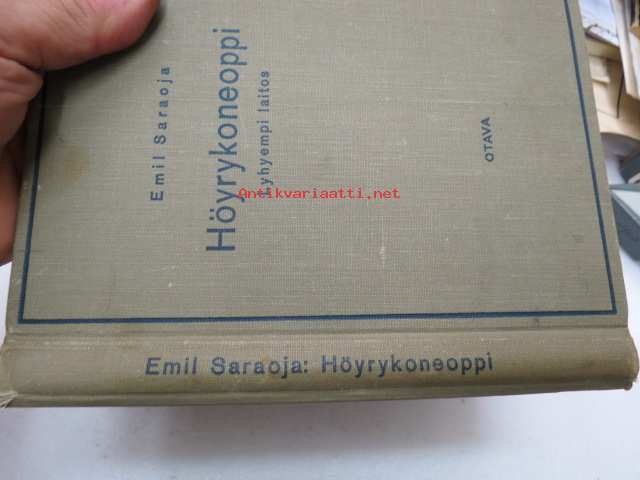 Emil Saraoja
Höyrykoneoppi
Lyhyempi laitos
OTAVA
Antikvariaatti.net
Emil Saraoja: Höyrykoneoppi